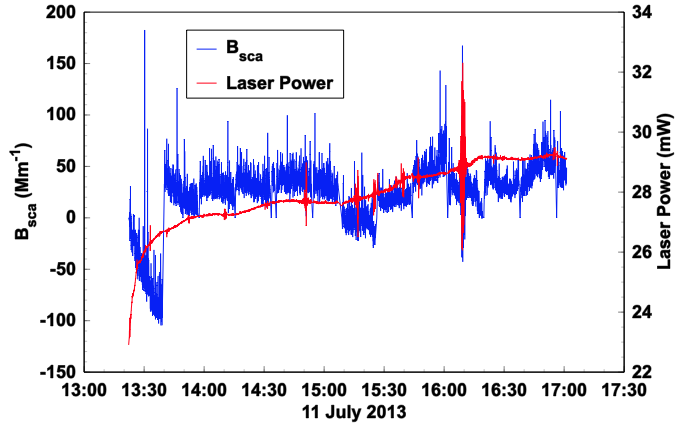 200
150
100
50
0
-50
-100
-150
B_sca (Mm⁻¹)
B_sca
Laser Power
34
32
30
28
26
24
22
Laser Power (mW)
13:00 13:30 14:00 14:30 15:00 15:30 16:00 16:30 17:00 17:30
11 July 2013